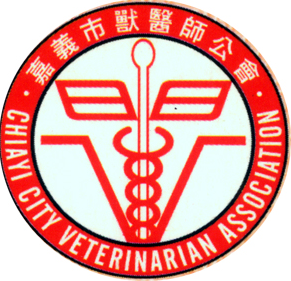 ·嘉義市獸醫師公會·
CHIAYI CITY VETERINARIAN ASSOCIATION